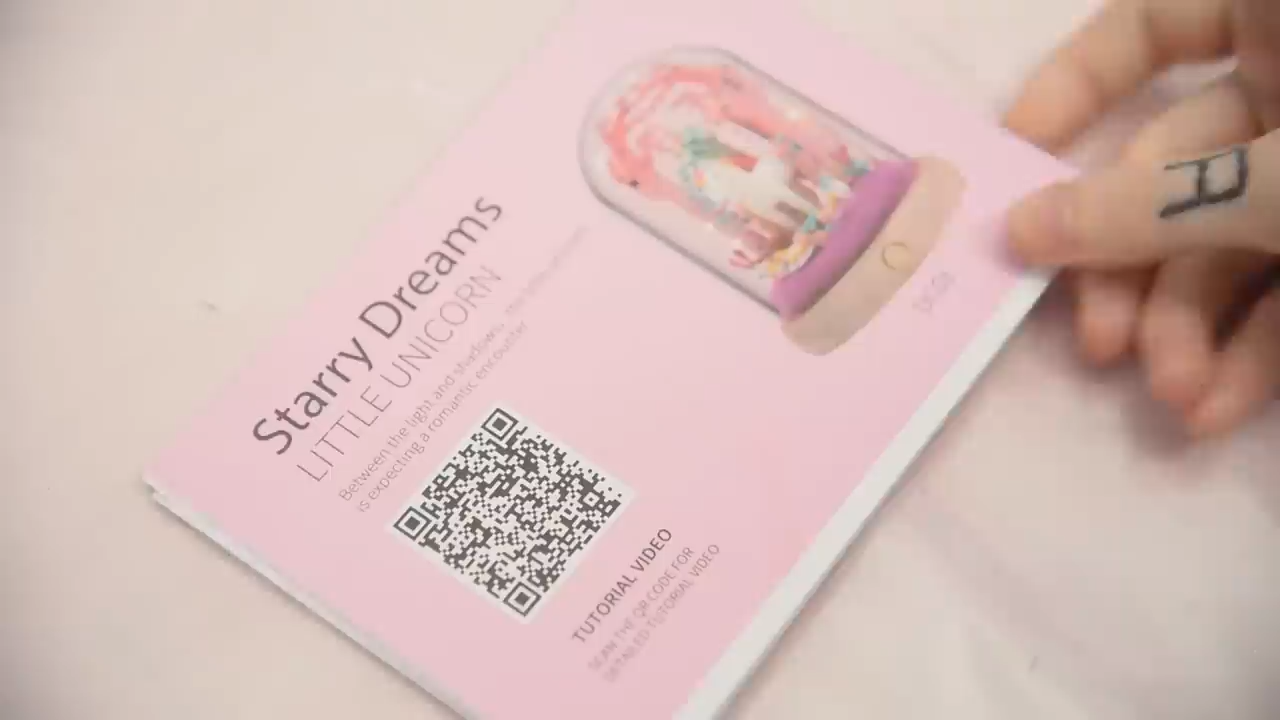 Starry Dreams
LITTLE UNICORN
Between the light and shadows,
is expecting a romantic encounter
TUTORIAL VIDEO
SCAN THE QR CODE FOR
DETAILED TUTORIAL VIDEO